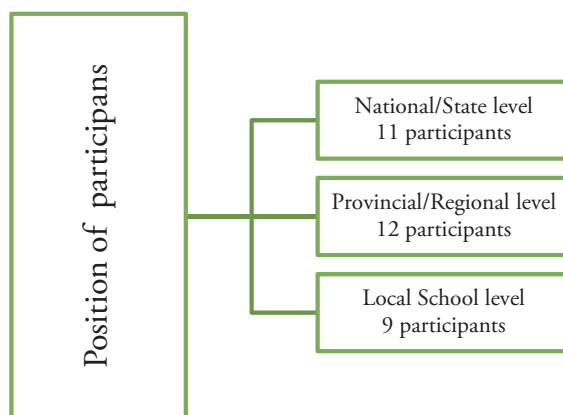 Position of participans
National/State level
11 participants
Provincial/Regional level
12 participants
Local School level
9 participants